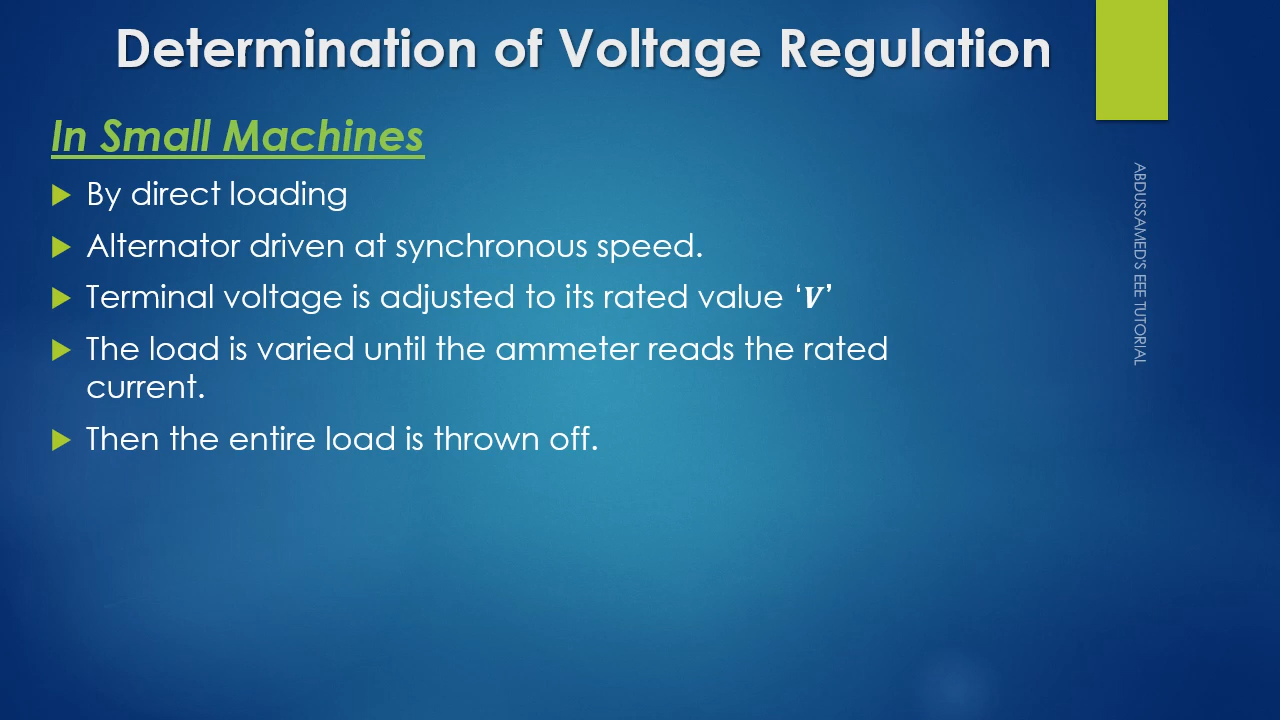 Determination of Voltage Regulation
In Small Machines
By direct loading
Alternator driven at synchronous speed.
Terminal voltage is adjusted to its rated value ‘V’
The load is varied until the ammeter reads the rated
current.
Then the entire load is thrown off.
ABDUSSAMED'S EEE TUTORIAL